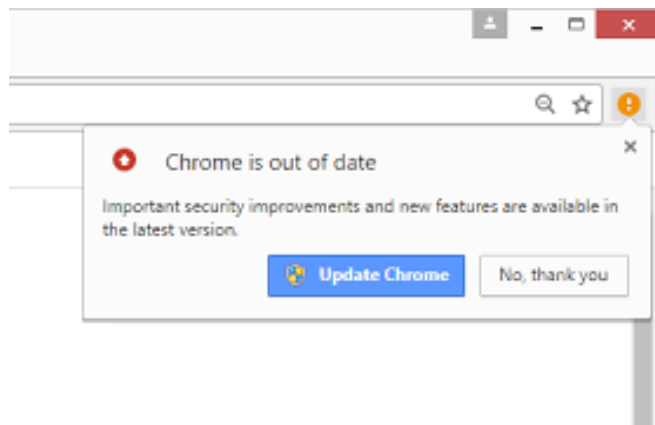 Chrome is out of date
Important security improvements and new features are available in
the latest version.
Update Chrome
No, thank you